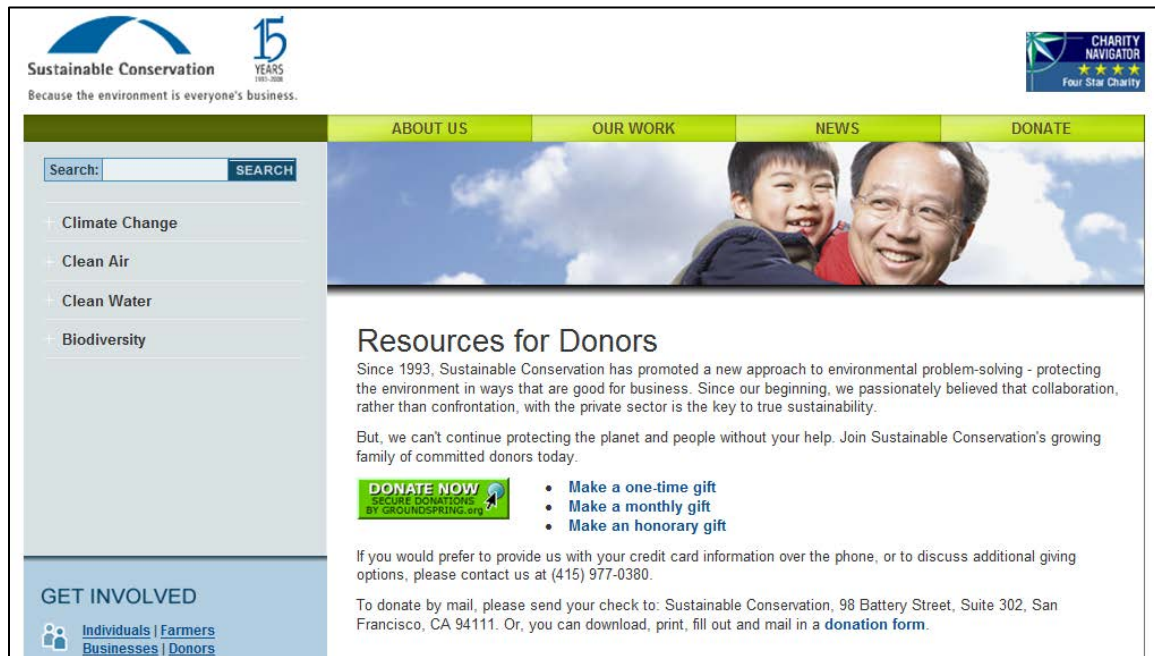 Sustainable Conservation
15
YEARS
1993-2008
Because the environment is everyone's business.
CHARITY
NAVIGATOR
Four Star Charity
ABOUT US OUR WORK NEWS DONATE
Search: SEARCH
Climate Change
Clean Air
Clean Water
Biodiversity
Resources for Donors
Since 1993, Sustainable Conservation has promoted a new approach to environmental problem-solving - protecting
the environment in ways that are good for business. Since our beginning, we passionately believed that collaboration,
rather than confrontation, with the private sector is the key to true sustainability.
But, we can't continue protecting the planet and people without your help. Join Sustainable Conservation's growing
family of committed donors today.
DONATE NOW
SECURE DONATIONS
BY GROUNDSPRING.org
• Make a one-time gift
• Make a monthly gift
• Make an honorary gift
If you would prefer to provide us with your credit card information over the phone, or to discuss additional giving
options, please contact us at (415) 977-0380.
To donate by mail, please send your check to: Sustainable Conservation, 98 Battery Street, Suite 302, San
Francisco, CA 94111. Or, you can download, print, fill out and mail in a donation form.
GET INVOLVED
Individuals | Farmers
Businesses | Donors